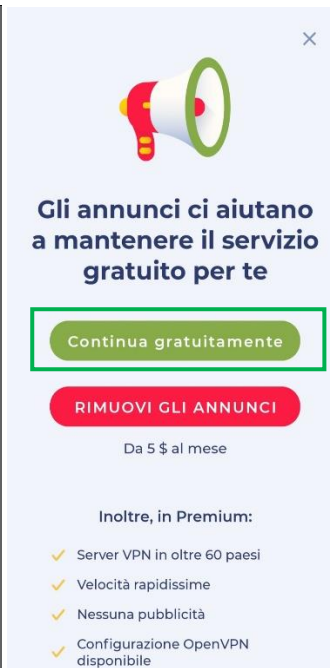 Gli annunci ci aiutano
a mantenere il servizio
gratuito per te
Continua gratuitamente
RIMUOVI GLI ANNUNCI
Da 5 $ al mese
Inoltre, in Premium:
Server VPN in oltre 60 paesi
Velocità rapidissime
Nessuna pubblicità
Configurazione OpenVPN
disponibile